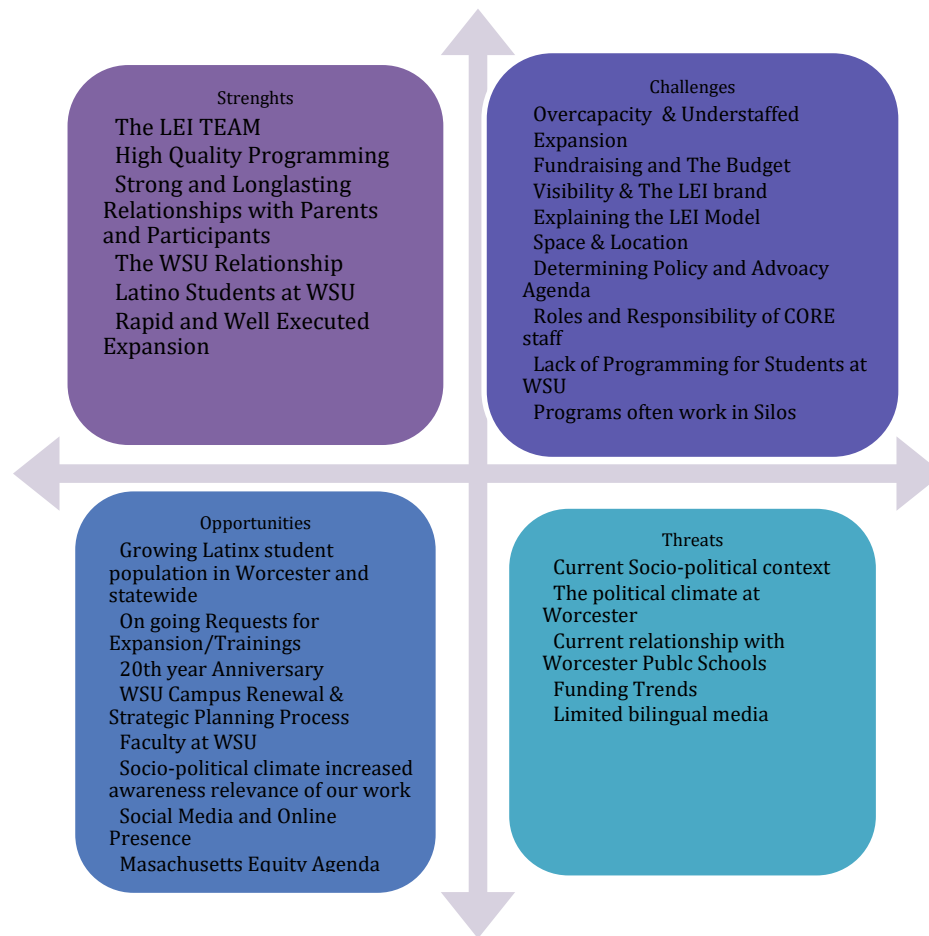 Strenghts
The LEI TEAM
High Quality Programming
Strong and Longlasting
Relationships with Parents
and Participants
The WSU Relationship
Latino Students at WSU
Rapid and Well Executed
Expansion
Challenges
Overcapacity & Understaffed
Expansion
Fundraising and The Budget
Visibility & The LEI brand
Explaining the LEI Model
Space & Location
Determining Policy and Advoacy
Agenda
Roles and Responsibility of CORE
staff
Lack of Programming for Students at
WSU
Programs often work in Silos
Opportunities
Growing Latinx student
population in Worcester and
statewide
On going Requests for
Expansion/Trainings
20th year Anniversary
WSU Campus Renewal &
Strategic Planning Process
Faculty at WSU
Socio-political climate increased
awareness relevance of our work
Social Media and Online
Presence
Masachusetts Equity Agenda
Threats
Current Socio-political context
The political climate at
Worcester
Current relationship with
Worcester Publc Schools
Funding Trends
Limited bilingual media